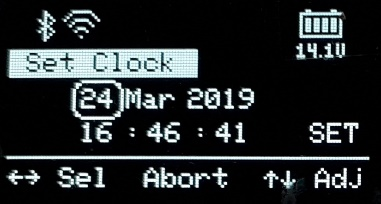 14.1V
Set Clock
24 Mar 2019
16 : 46 : 41 SET
←→ Sel Abort ↑↓ Adj